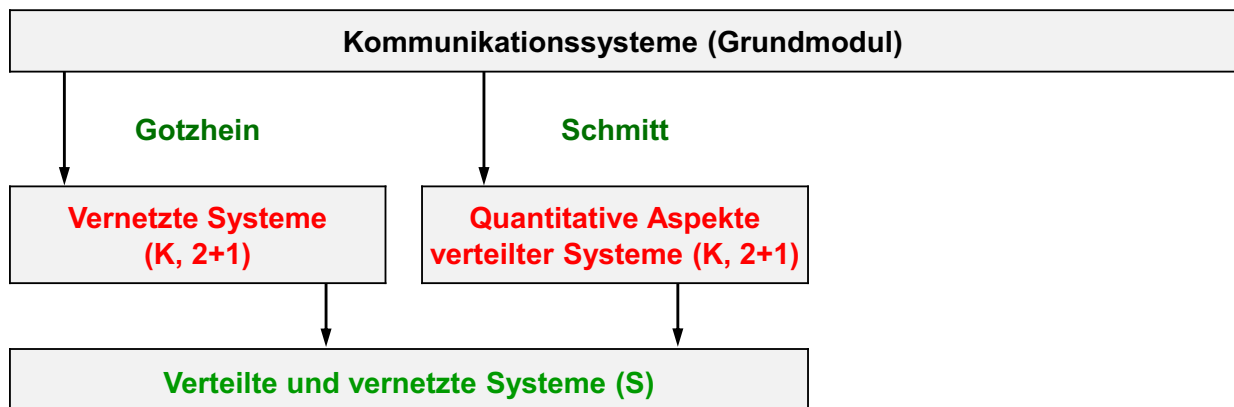 Kommunikationssysteme (Grundmodul)
Gotzhein
Schmitt
Vernetzte Systeme
(K, 2+1)
Quantitative Aspekte
verteilter Systeme (K, 2+1)
Verteilte und vernetzte Systeme (S)